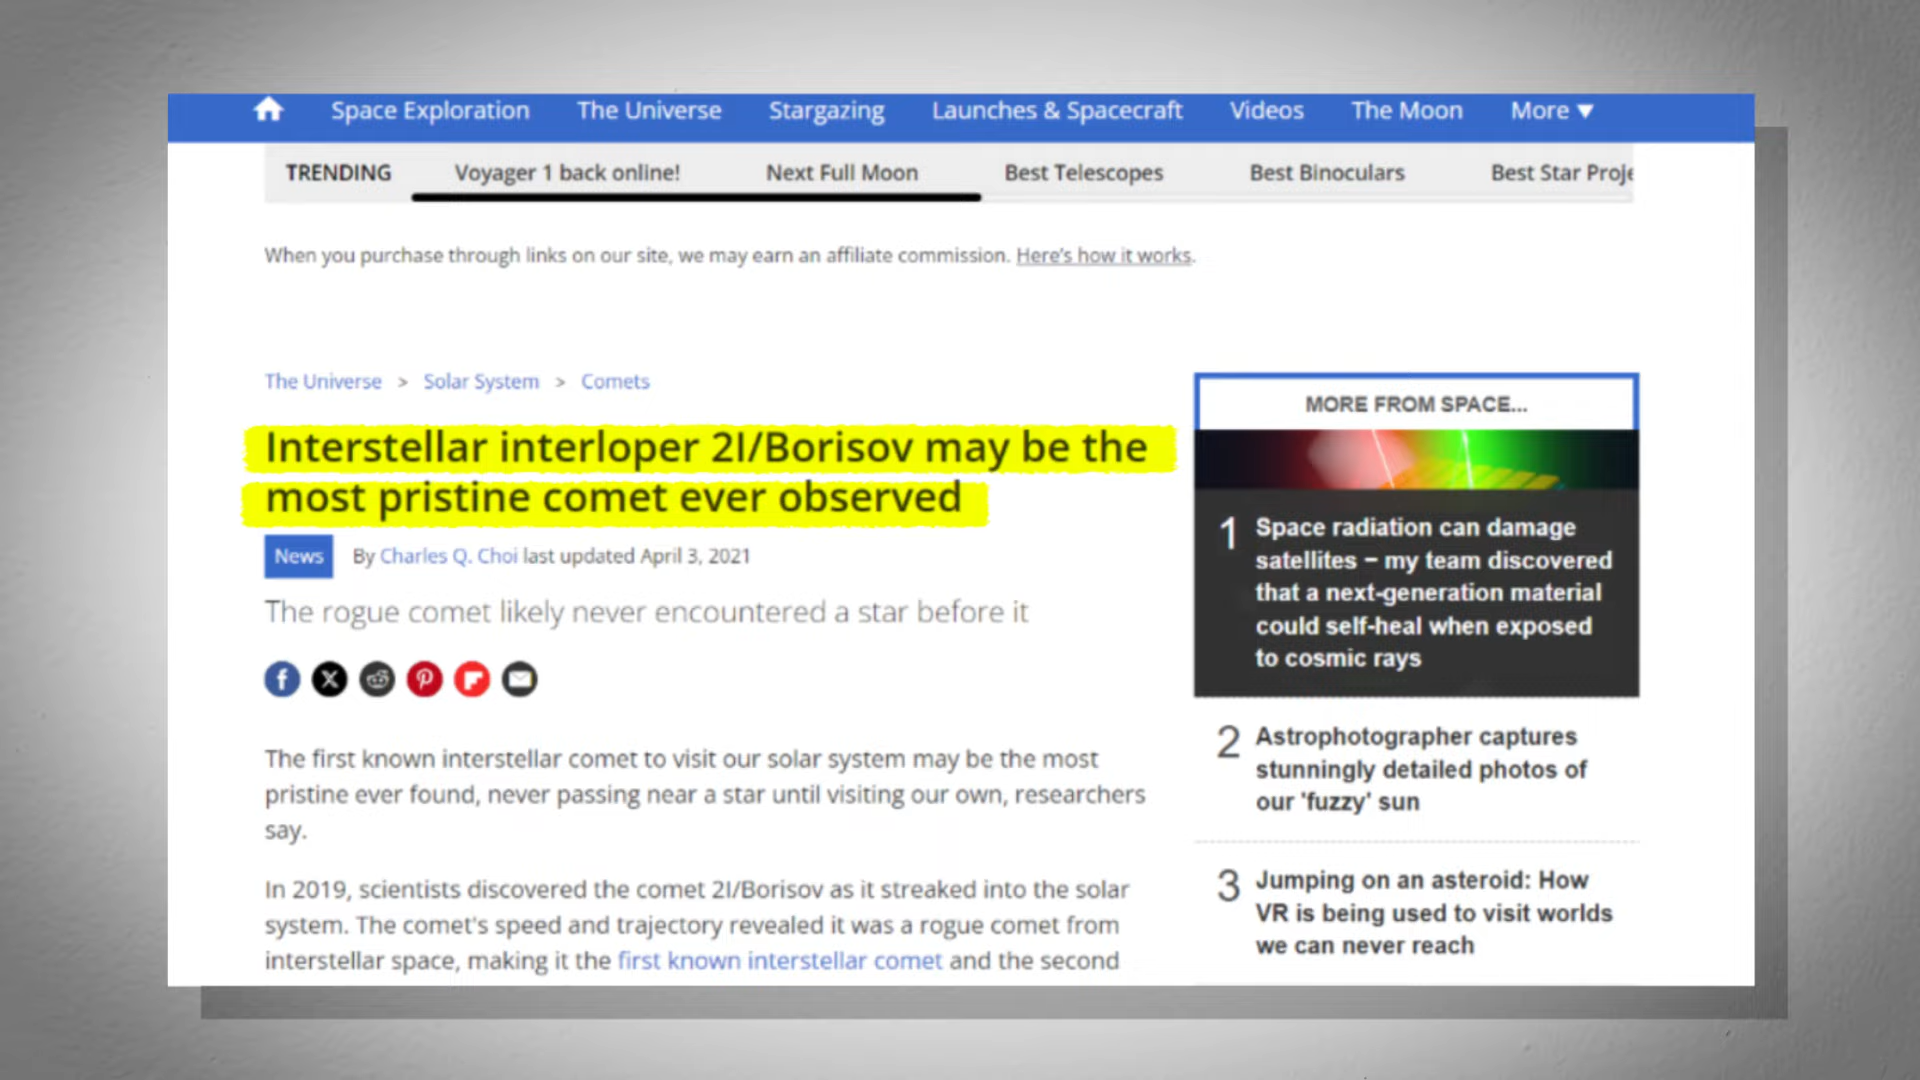 Space Exploration The Universe Stargazing Launches & Spacecraft Videos The Moon More ▼
TRENDING Voyager 1 back online! Next Full Moon Best Telescopes Best Binoculars Best Star Proje
When you purchase through links on our site, we may earn an affiliate commission. Here's how it works.
The Universe > Solar System > Comets
Interstellar interloper 2I/Borisov may be the
most pristine comet ever observed
News By Charles Q. Choi last updated April 3, 2021
The rogue comet likely never encountered a star before it
The first known interstellar comet to visit our solar system may be the most
pristine ever found, never passing near a star until visiting our own, researchers
say.
In 2019, scientists discovered the comet 2I/Borisov as it streaked into the solar
system. The comet's speed and trajectory revealed it was a rogue comet from
interstellar space, making it the first known interstellar comet and the second
MORE FROM SPACE...
1 Space radiation can damage
satellites – my team discovered
that a next-generation material
could self-heal when exposed
to cosmic rays
2 Astrophotographer captures
stunningly detailed photos of
our 'fuzzy' sun
3 Jumping on an asteroid: How
VR is being used to visit worlds
we can never reach